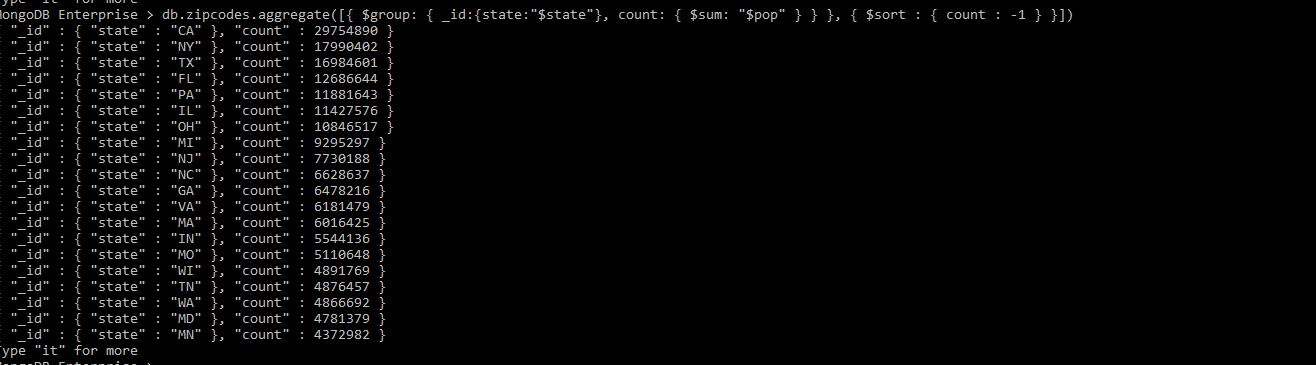 Type "it" for more
MongoDB Enterprise > db.zipcodes.aggregate([{ $group: { _id:{state:"$state"}, count: { $sum: "$pop" } } }, { $sort : { count : -1 } }])
{ "_id" : { "state" : "CA" }, "count" : 29754890 }
{ "_id" : { "state" : "NY" }, "count" : 17990402 }
{ "_id" : { "state" : "TX" }, "count" : 16984601 }
{ "_id" : { "state" : "FL" }, "count" : 12686644 }
{ "_id" : { "state" : "PA" }, "count" : 11881643 }
{ "_id" : { "state" : "IL" }, "count" : 11427576 }
{ "_id" : { "state" : "OH" }, "count" : 10846517 }
{ "_id" : { "state" : "MI" }, "count" : 9295297 }
{ "_id" : { "state" : "NJ" }, "count" : 7730188 }
{ "_id" : { "state" : "NC" }, "count" : 6628637 }
{ "_id" : { "state" : "GA" }, "count" : 6478216 }
{ "_id" : { "state" : "VA" }, "count" : 6181479 }
{ "_id" : { "state" : "MA" }, "count" : 6016425 }
{ "_id" : { "state" : "IN" }, "count" : 5544136 }
{ "_id" : { "state" : "MO" }, "count" : 5110648 }
{ "_id" : { "state" : "WI" }, "count" : 4891769 }
{ "_id" : { "state" : "TN" }, "count" : 4876457 }
{ "_id" : { "state" : "WA" }, "count" : 4866692 }
{ "_id" : { "state" : "MD" }, "count" : 4781379 }
{ "_id" : { "state" : "MN" }, "count" : 4372982 }
Type "it" for more
MongoDB Enterprise >